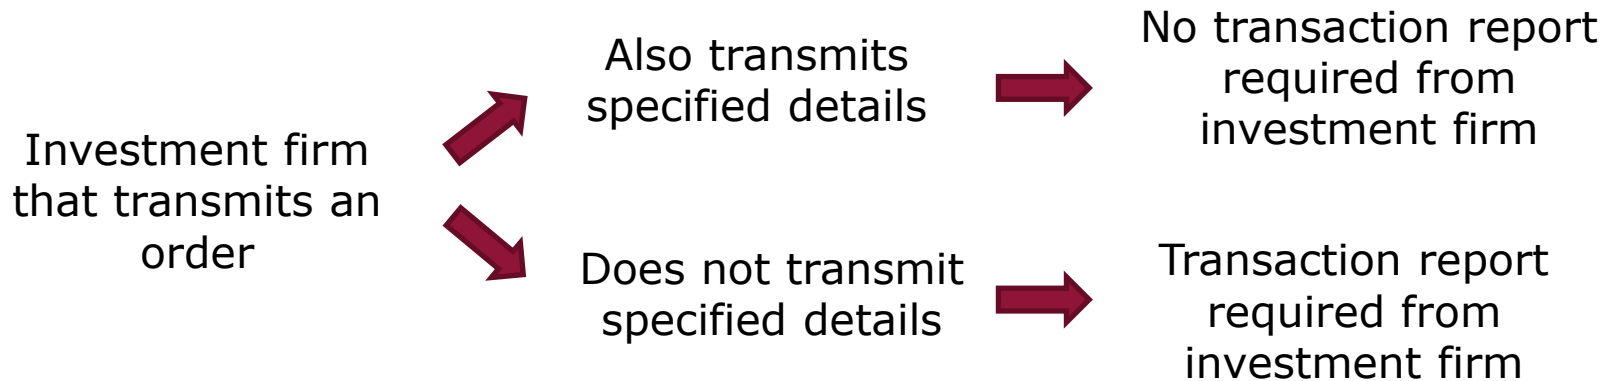 Investment firm
that transmits an
order
Also transmits
specified details
No transaction report
required from
investment firm
Does not transmit
specified details
Transaction report
required from
investment firm